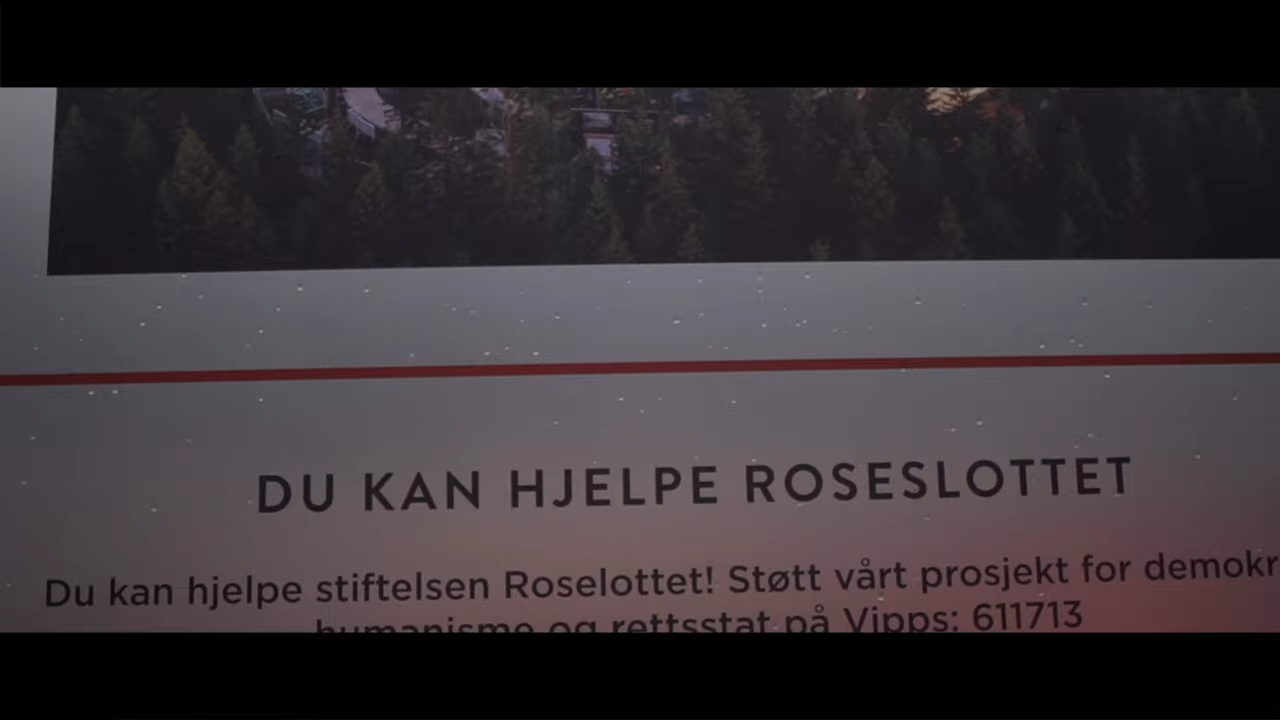 DU KAN HJELPE ROSESLOTTET
Du kan hjelpe stiftelsen Roselottet! Støtt vårt prosjekt for demokr
humanisme og rettsstat på Vipps: 611713